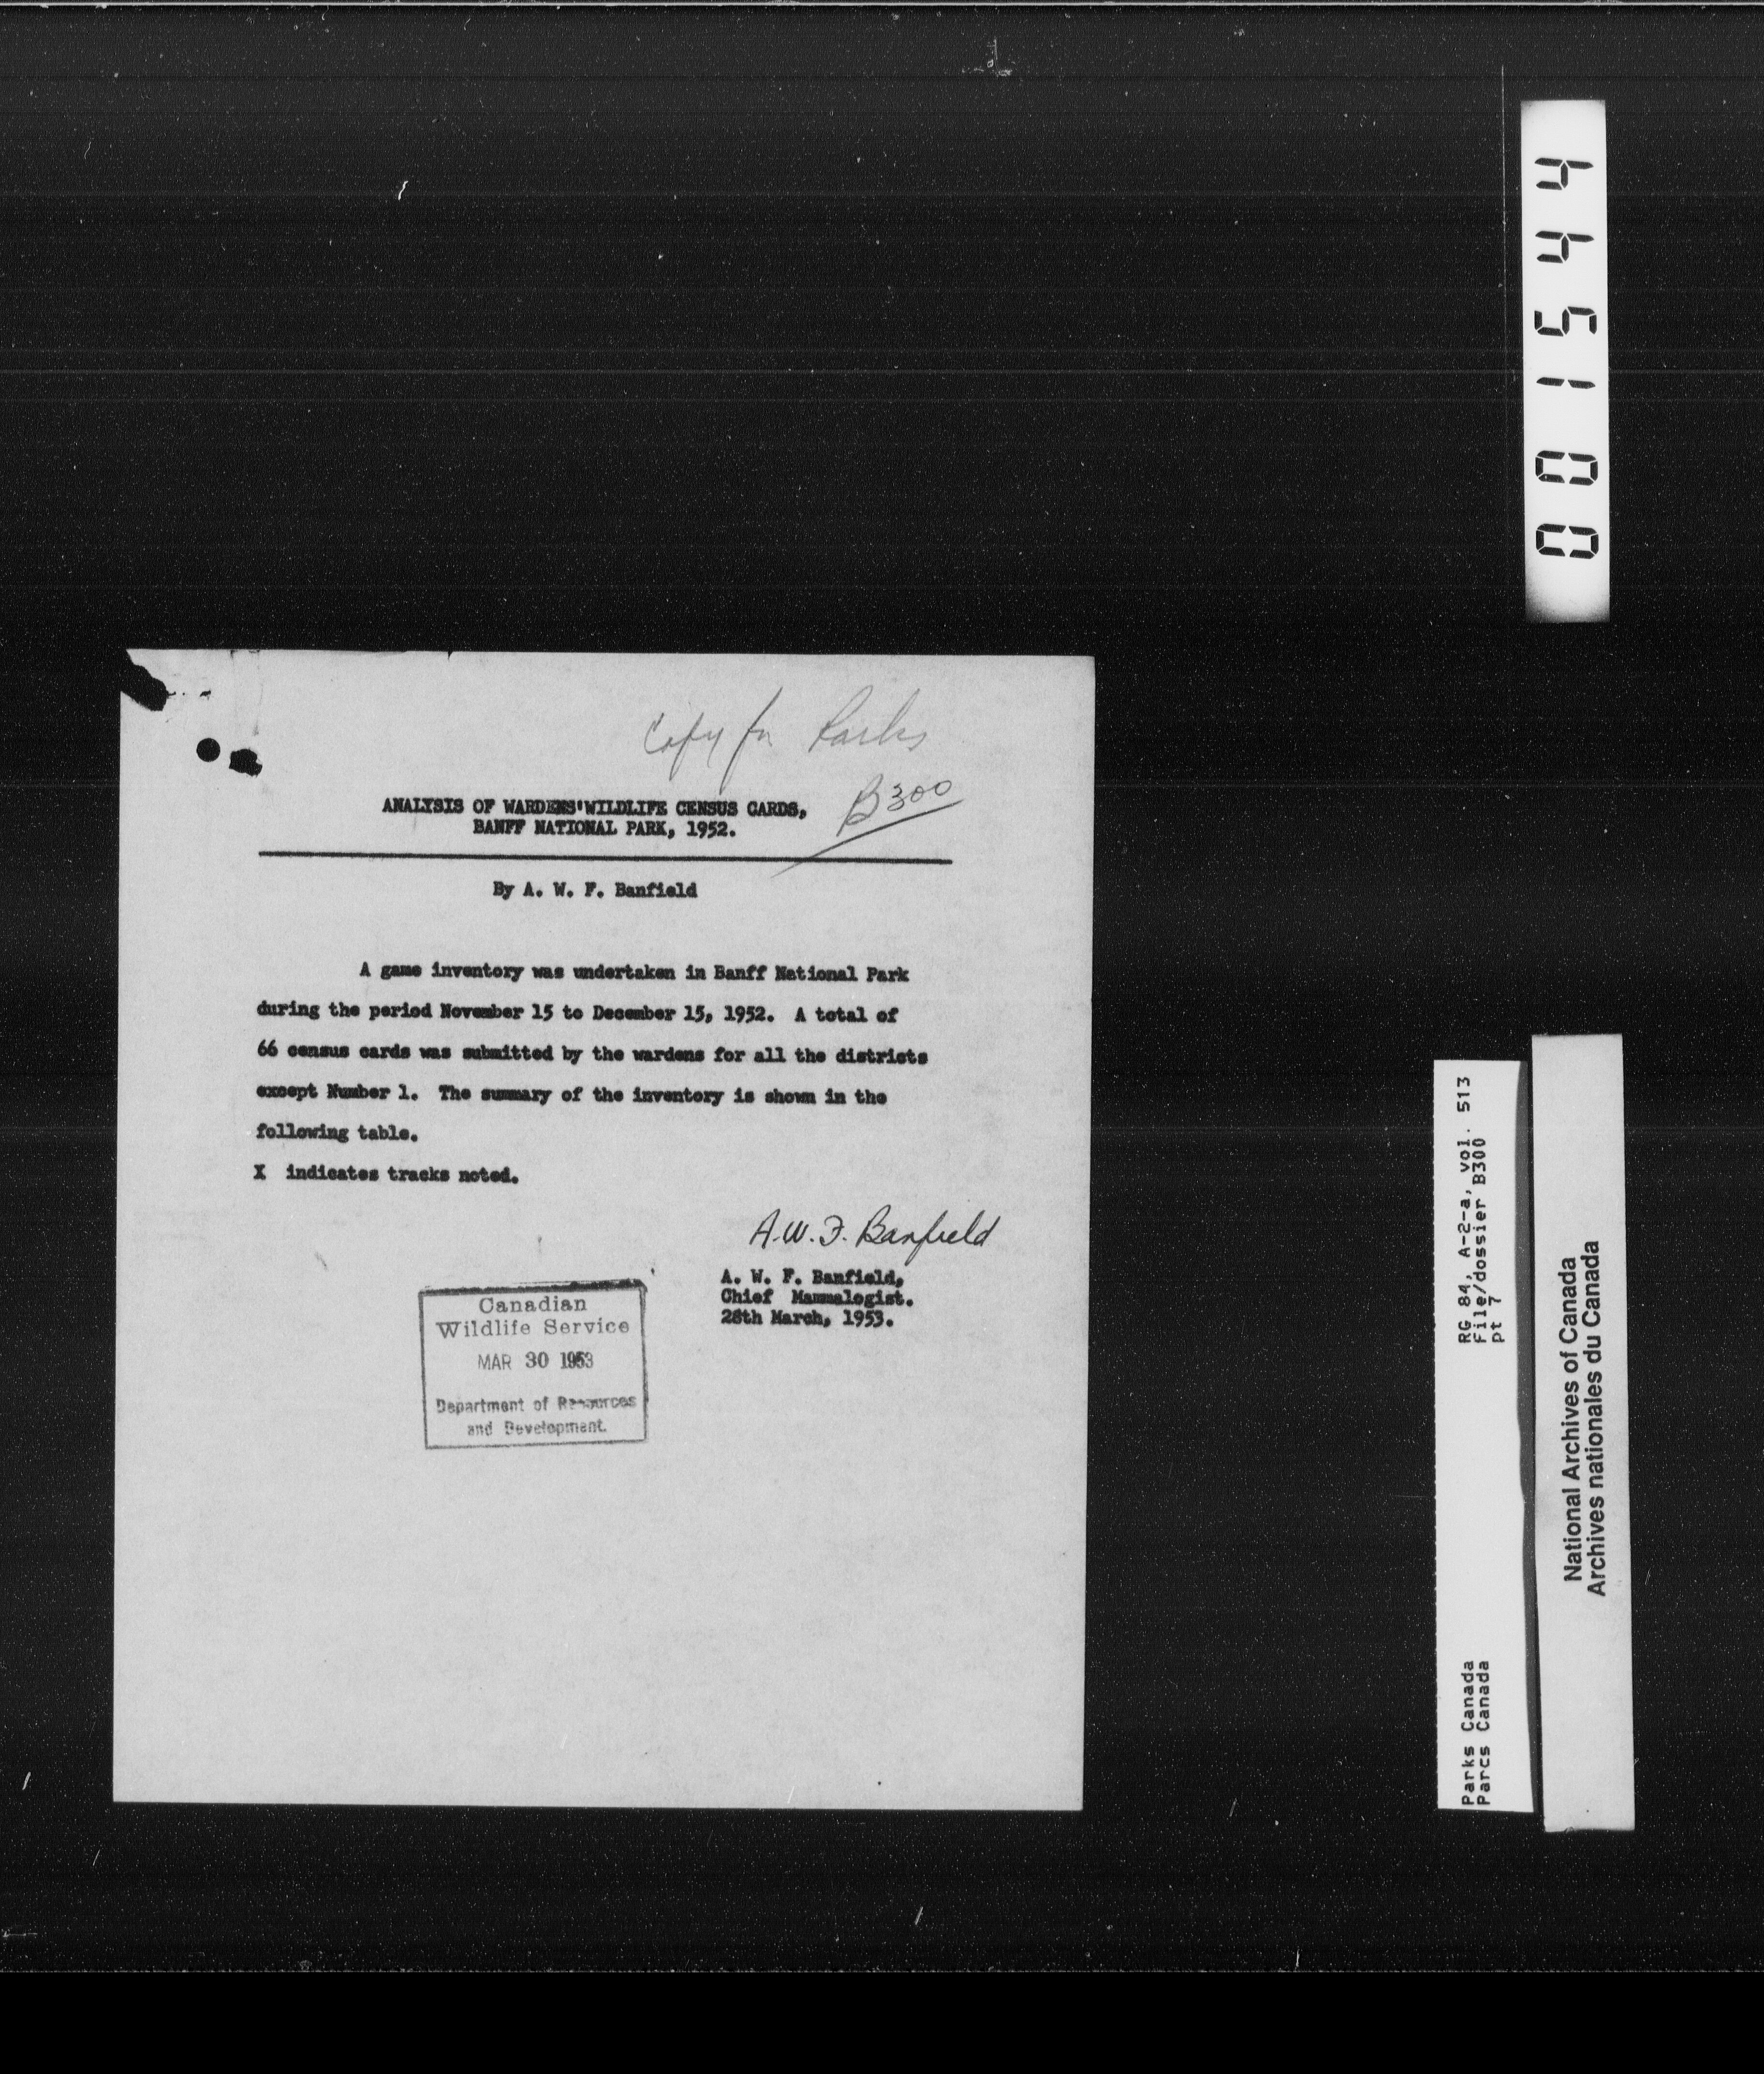 Copy for Parks
B300
ANALYSIS OF WARDENS' WILDLIFE CENSUS CARDS,
BANFF NATIONAL PARK, 1952.
By A. W. F. Banfield
A game inventory was undertaken in Banff National Park
during the period November 15 to December 15, 1952. A total of
66 census cards was submitted by the wardens for all the districts
except Number 1. The summary of the inventory is shown in the
following table.
X indicates tracks noted.
A.W.F. Banfield
A. W. F. Banfield,
Chief Mammalogist.
28th March, 1953.
Canadian
Wildlife Service
MAR 30 1953
Department of Resources
and Development.
001544
RG 84, A-2-a, vol. 513
File/dossier B300
pt 7
Parks Canada
Parcs Canada
National Archives of Canada
Archives nationales du Canada